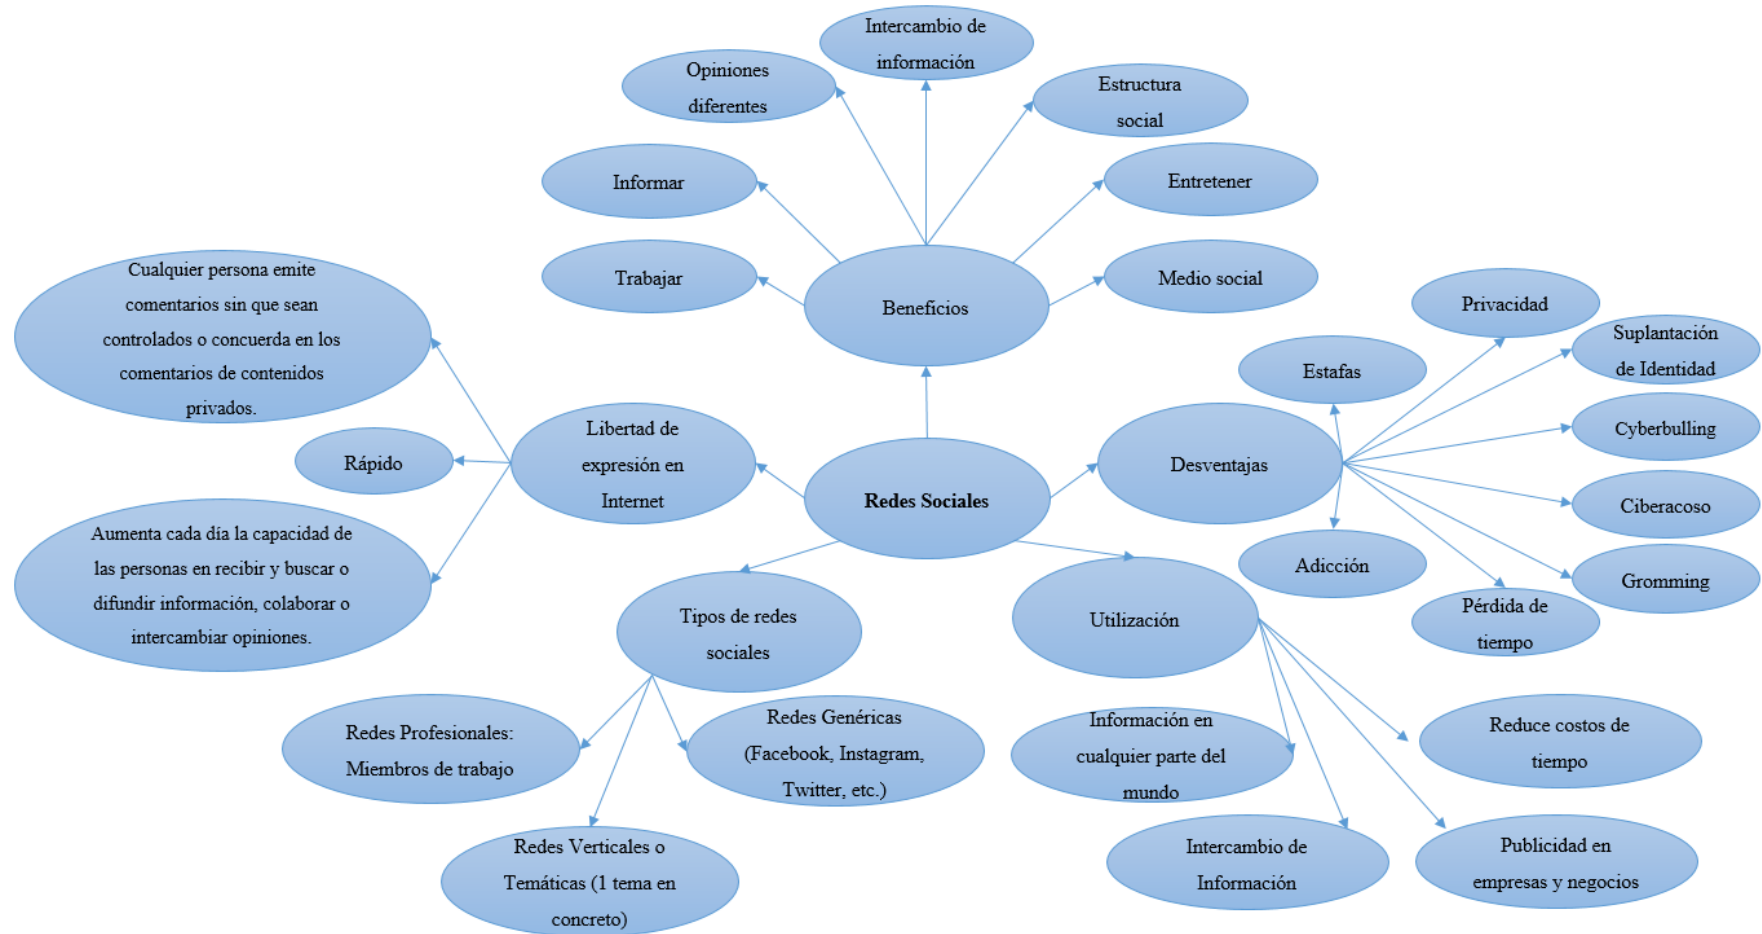 Intercambio de
información
Opiniones
diferentes
Estructura
social
Informar
Entretener
Trabajar
Beneficios
Medio social
Cualquier persona emite
comentarios sin que sean
controlados o concuerda en los
comentarios de contenidos
privados.
Privacidad
Suplantación
de Identidad
Estafas
Libertad de
expresión en
Internet
Rápido
Redes Sociales
Desventajas
Cyberbulling
Ciberacoso
Aumenta cada día la capacidad de
las personas en recibir y buscar o
difundir información, colaborar o
intercambiar opiniones.
Adicción
Gromming
Pérdida de
tiempo
Tipos de redes
sociales
Utilización
Redes Profesionales:
Miembros de trabajo
Redes Genéricas
(Facebook, Instagram,
Twitter, etc.)
Información en
cualquier parte del
mundo
Reduce costos de
tiempo
Redes Verticales o
Temáticas (1 tema en
concreto)
Intercambio de
Información
Publicidad en
empresas y negocios